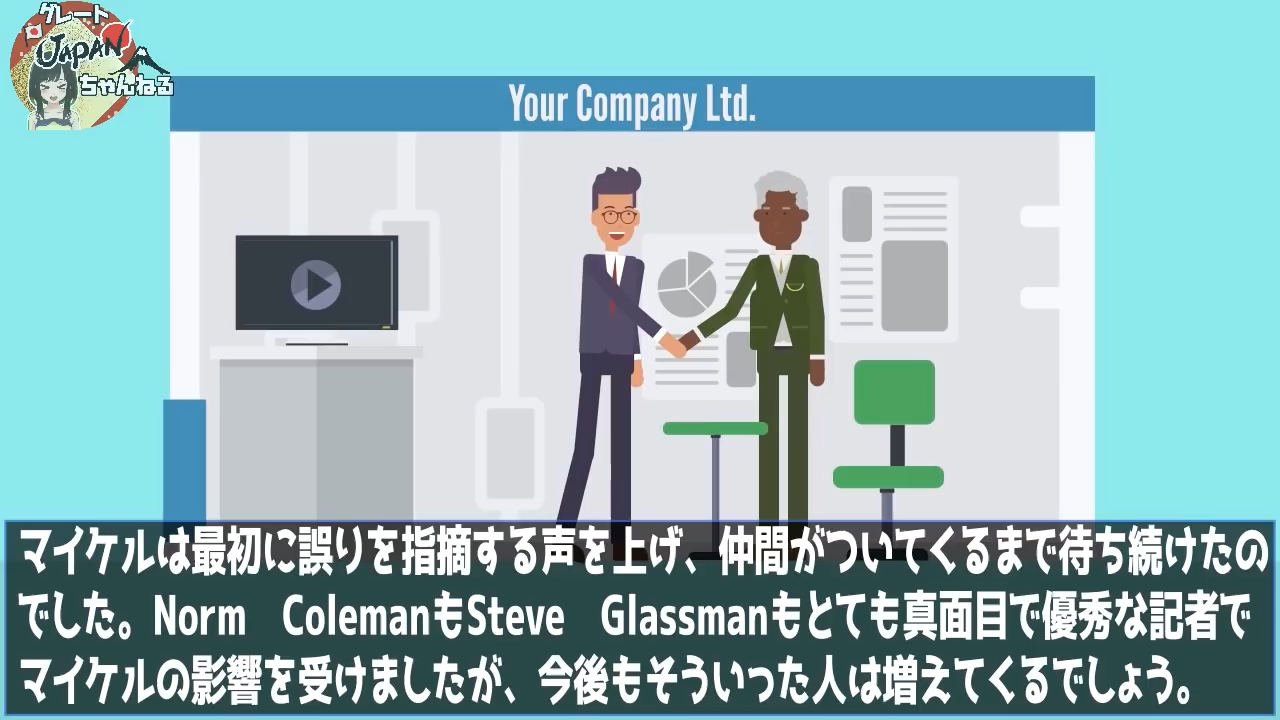 グレート
JAPAN
ちゃんねる
Your Company Ltd.
マイケルは最初に誤りを指摘する声を上げ、仲間がついてくるまで待ち続けたの
でした。Norm　ColemanもSteve　Glassmanもとても真面目で優秀な記者で
マイケルの影響を受けましたが、今後もそういった人は増えてくるでしょう。